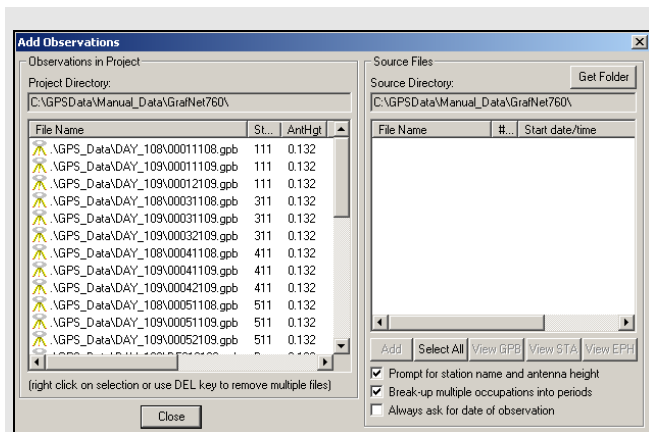 Add Observations
Observations in Project
Project Directory:
C:\GPSData\Manual_Data\GrafNet760\
File Name St... AntHgt
.\GPS_Data\DAY_108\00011108.gpb 111 0.132
.\GPS_Data\DAY_109\00011109.gpb 111 0.132
.\GPS_Data\DAY_109\00012109.gpb 111 0.132
.\GPS_Data\DAY_108\00031108.gpb 311 0.132
.\GPS_Data\DAY_109\00031109.gpb 311 0.132
.\GPS_Data\DAY_109\00032109.gpb 311 0.132
.\GPS_Data\DAY_108\00041108.gpb 411 0.132
.\GPS_Data\DAY_109\00041109.gpb 411 0.132
.\GPS_Data\DAY_109\00042109.gpb 411 0.132
.\GPS_Data\DAY_108\00051108.gpb 511 0.132
.\GPS_Data\DAY_109\00051109.gpb 511 0.132
.\GPS_Data\DAY_109\00052109.gpb 511 0.132
(right click on selection or use DEL key to remove multiple files)
Close
Source Files
Get Folder
Source Directory:
C:\GPSData\Manual_Data\GrafNet760\
File Name #... Start date/time
Add Select All View GPB View STA View EPH
Prompt for station name and antenna height
Break-up multiple occupations into periods
Always ask for date of observation